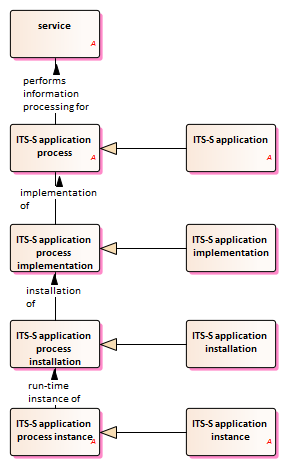 service
A
performs
information
processing for
ITS-S application
process
A
ITS-S application
A
implementation
of
ITS-S application
process
implementation
ITS-S application
implementation
installation
of
ITS-S application
process
installation
ITS-S application
installation
run-time
instance of
ITS-S application
process instance
A
ITS-S application
instance
A